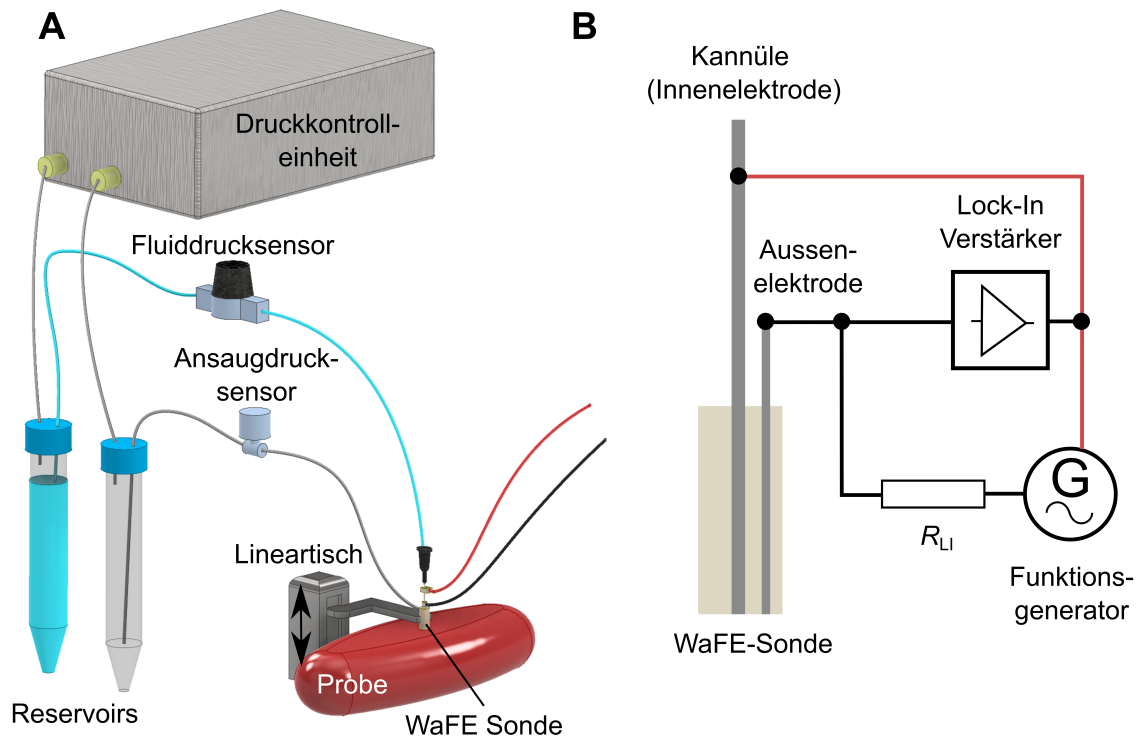 A
Druckkontroll-
einheit
Fluiddrucksensor
Ansaugdruck-
sensor
Lineartisch
Probe
WaFE Sonde
Reservoirs
B
Kannüle
(Innenelektrode)
Lock-In
Verstärker
Aussen-
elektrode
G
R_LI
Funktions-
generator
WaFE-Sonde